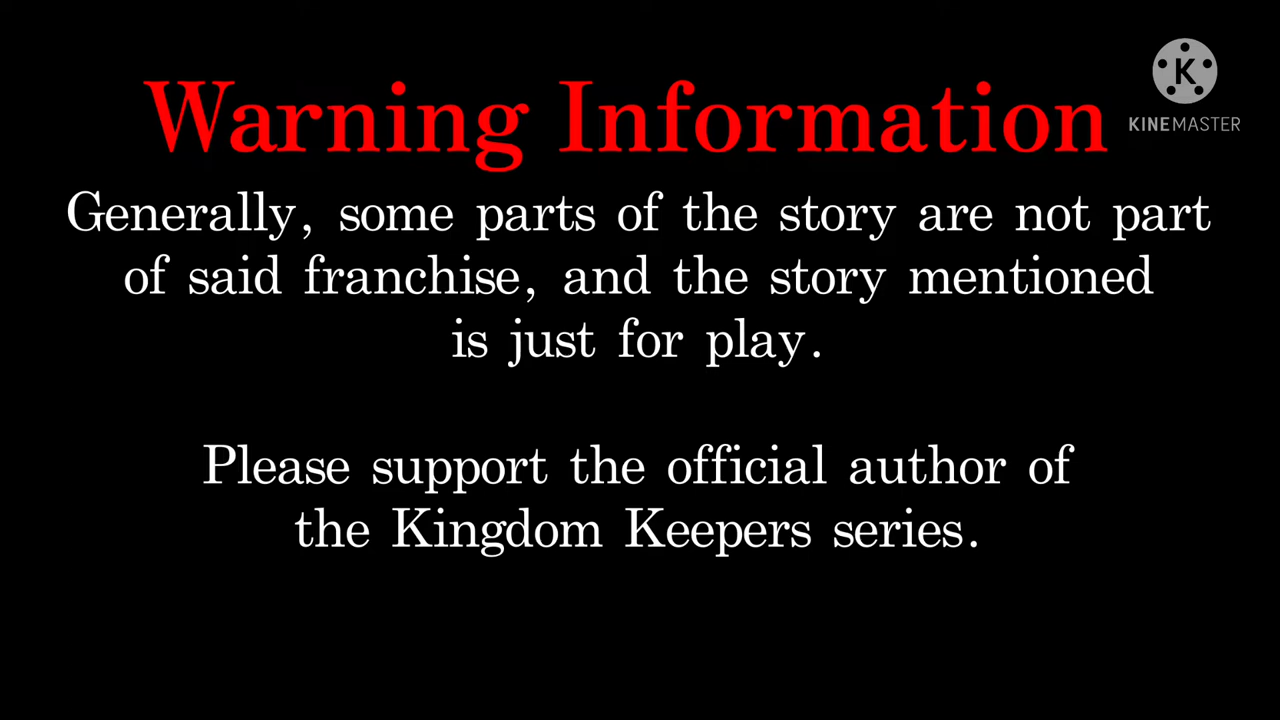 Warning Information
K
KINEMASTER
Generally, some parts of the story are not part
of said franchise, and the story mentioned
is just for play.
Please support the official author of
the Kingdom Keepers series.